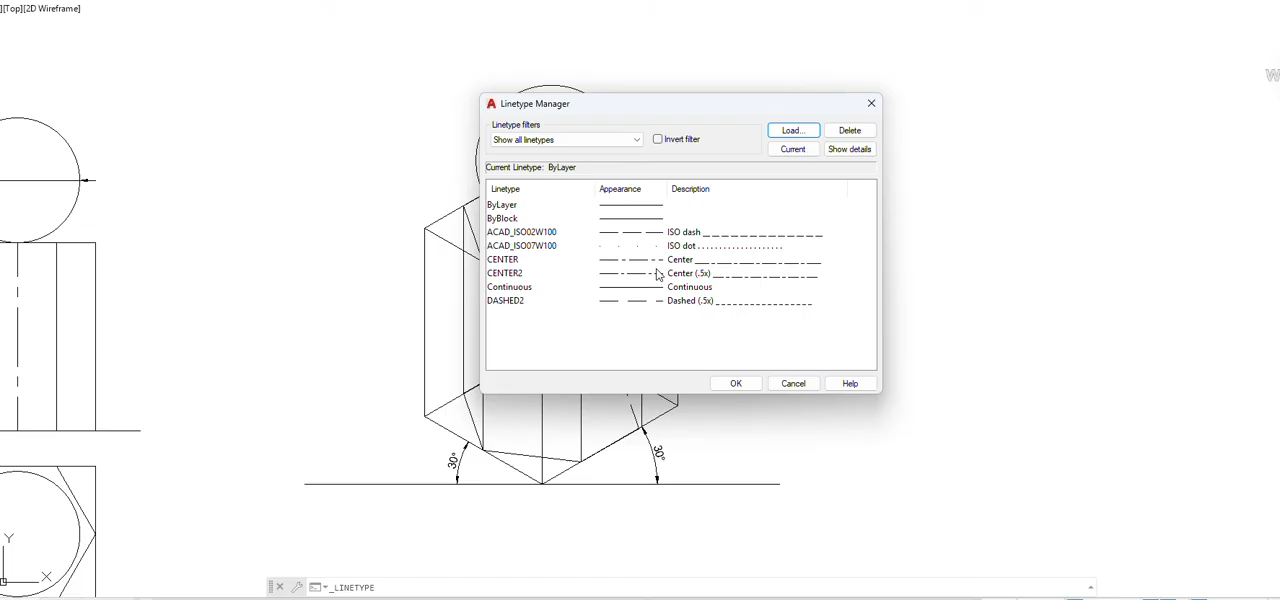 ][Top][2D Wireframe]
Linetype Manager
Linetype filters
Show all linetypes
Invert filter
Load...
Delete
Current
Show details
Current Linetype: ByLayer
Linetype Appearance Description
ByLayer
ByBlock
ACAD_ISO02W100 ISO dash
ACAD_ISO07W100 ISO dot
CENTER Center
CENTER2 Center (.5x)
Continuous Continuous
DASHED2 Dashed (.5x)
OK Cancel Help
30° 30°
W
Y
X
_LINETYPE